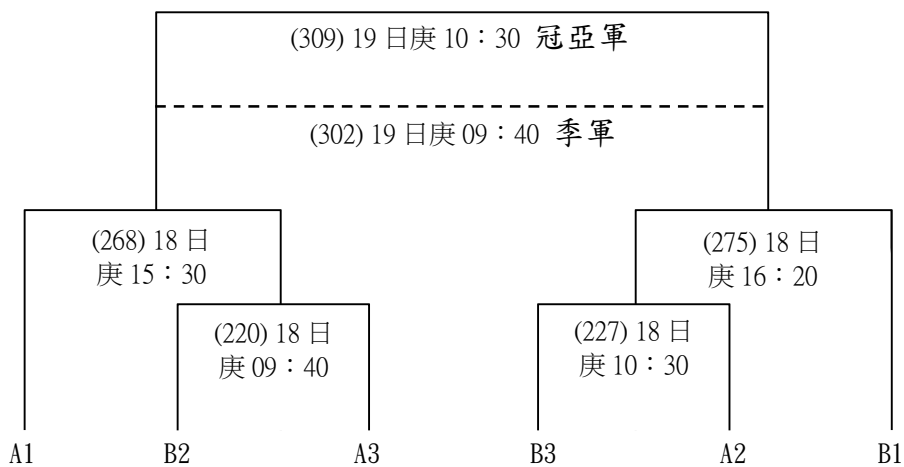 (309) 19 日庚 10：30 冠亞軍
(302) 19 日庚 09：40 季軍
(268) 18 日
庚 15：30
(275) 18 日
庚 16：20
(220) 18 日
庚 09：40
(227) 18 日
庚 10：30
A1 B2 A3 B3 A2 B1